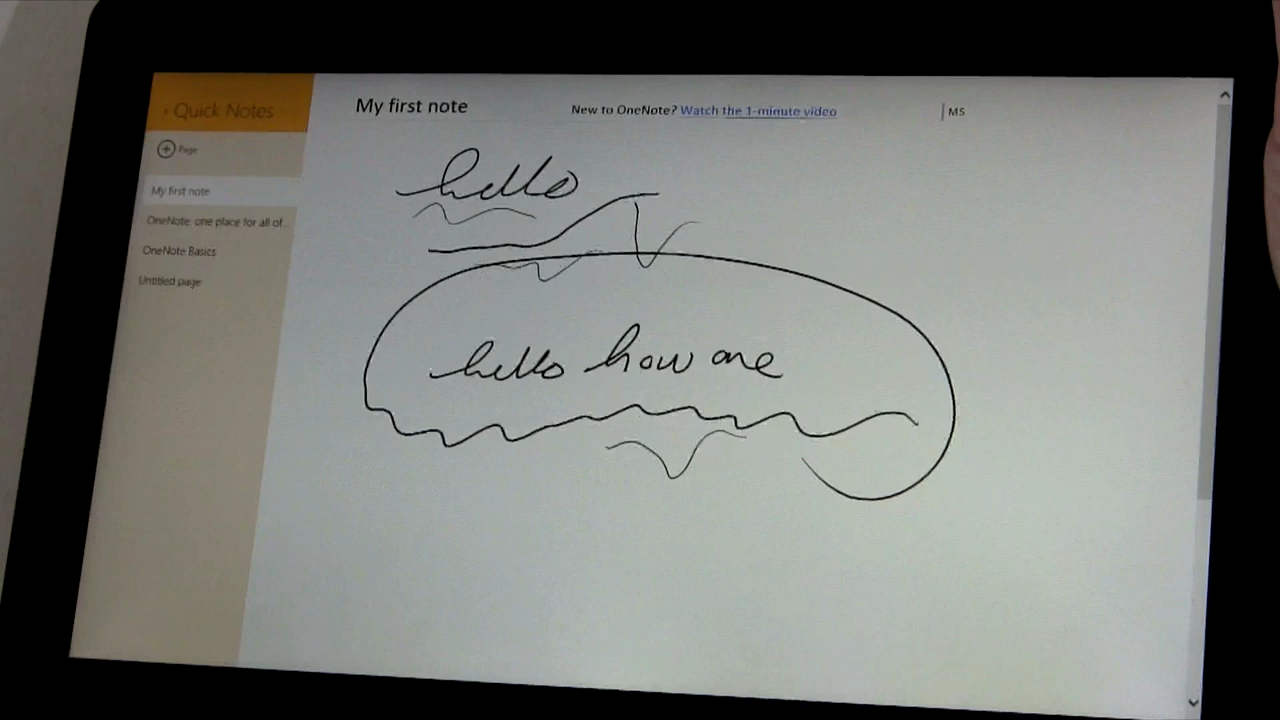 ‹ Quick Notes
My first note
New to OneNote? Watch the 1-minute video
MS
+ Page
My first note
OneNote: one place for all of...
OneNote Basics
Untitled page
hello
hello how are